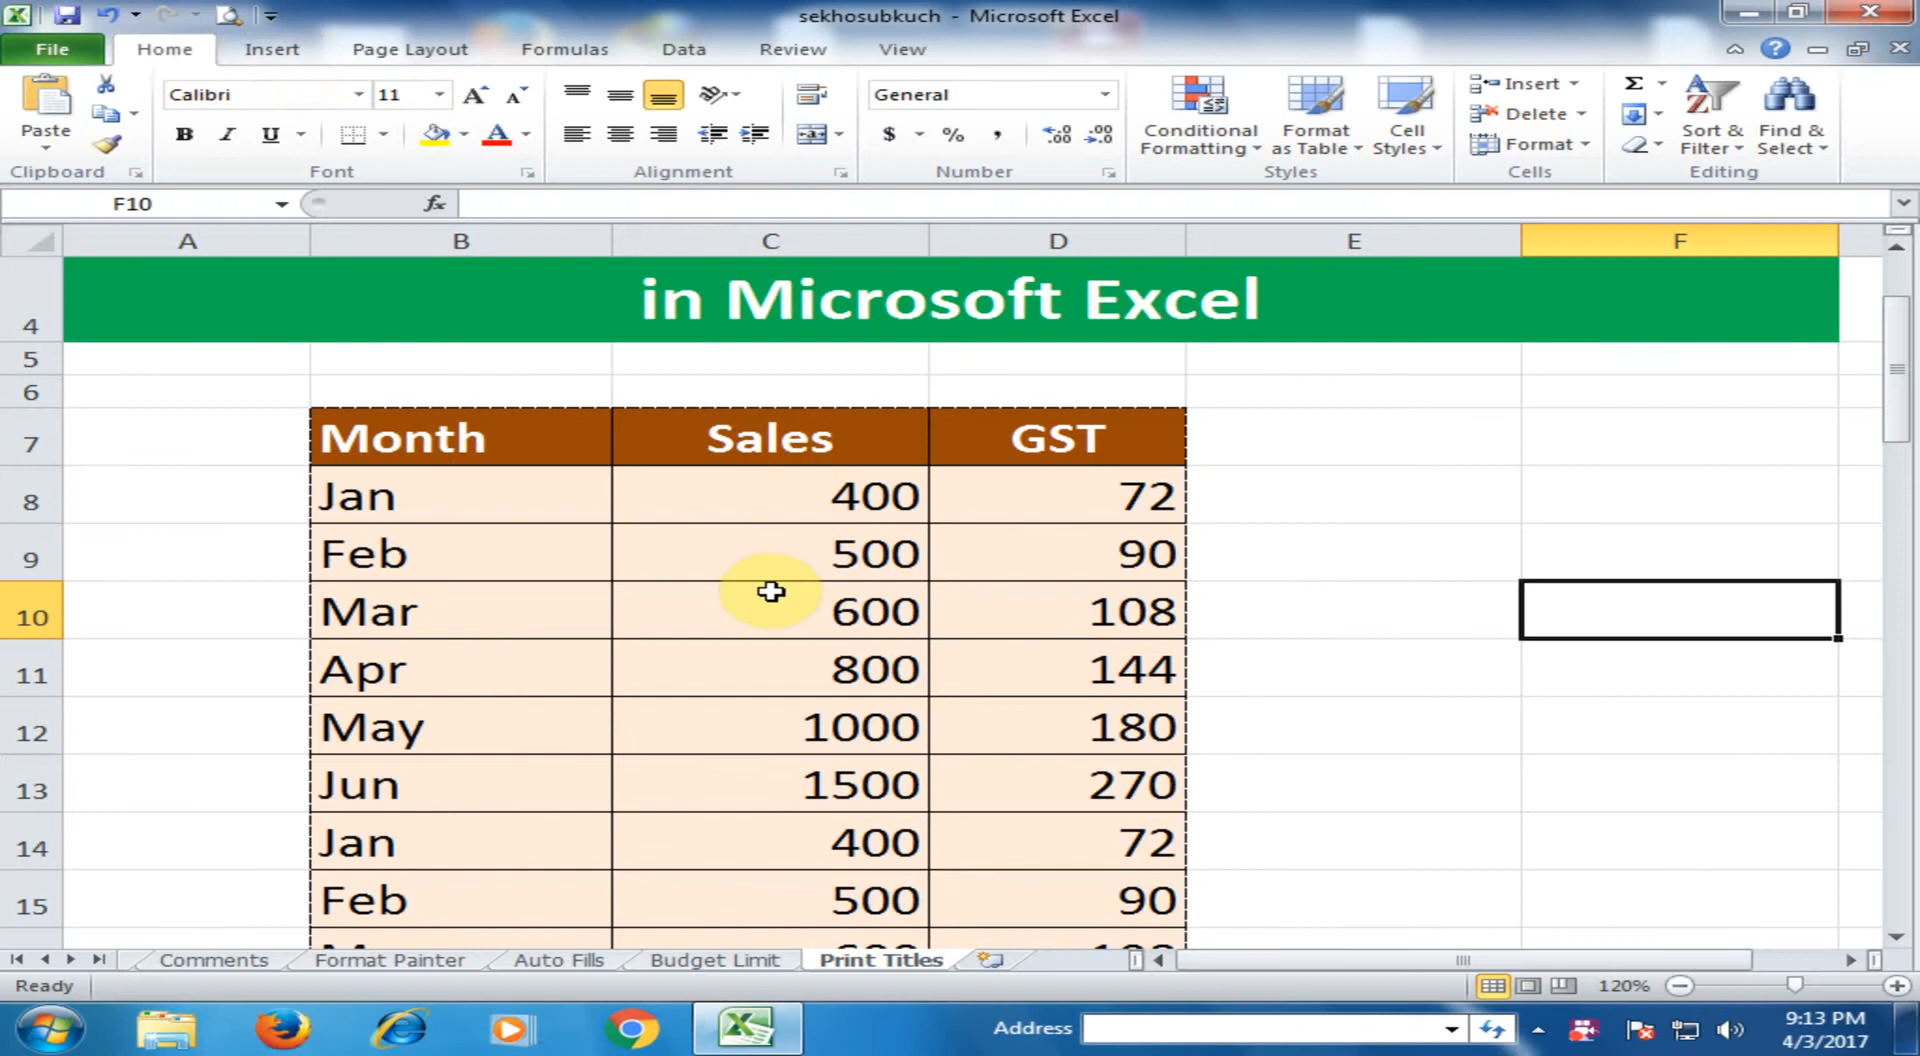 sekhosubkuch - Microsoft Excel
File Home Insert Page Layout Formulas Data Review View
Calibri 11 General
Paste
B I U $ % ,
Conditional Formatting Format as Table Cell Styles
Insert
Delete
Format
Σ
Sort & Filter Find & Select
Clipboard Font Alignment Number Styles Cells Editing
F10 fx
A B C D E F
4 in Microsoft Excel
5
6
7 Month Sales GST
8 Jan 400 72
9 Feb 500 90
10 Mar 600 108
11 Apr 800 144
12 May 1000 180
13 Jun 1500 270
14 Jan 400 72
15 Feb 500 90
Comments Format Painter Auto Fills Budget Limit Print Titles
Ready 120%
Address
9:13 PM
4/3/2017